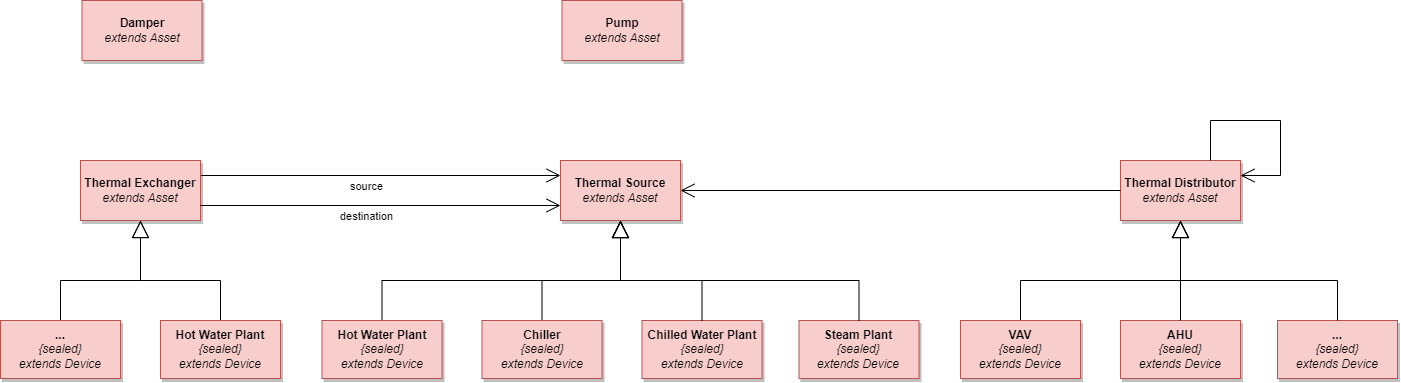 Damper
extends Asset
Pump
extends Asset
Thermal Exchanger
extends Asset
source
destination
Thermal Source
extends Asset
Thermal Distributor
extends Asset
...
{sealed}
extends Device
Hot Water Plant
{sealed}
extends Device
Hot Water Plant
{sealed}
extends Device
Chiller
{sealed}
extends Device
Chilled Water Plant
{sealed}
extends Device
Steam Plant
{sealed}
extends Device
VAV
{sealed}
extends Device
AHU
{sealed}
extends Device
...
{sealed}
extends Device